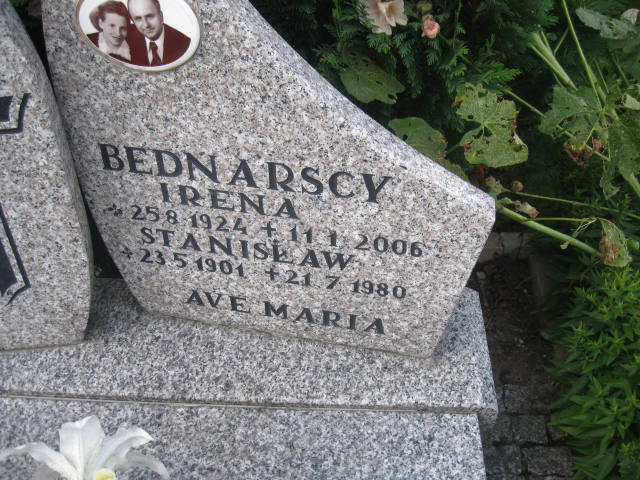 BEDNARSCY
IRENA
* 25 8 1924 + 11 1 2006
STANISŁAW
* 23 5 1901 + 21 7 1980
AVE MARIA